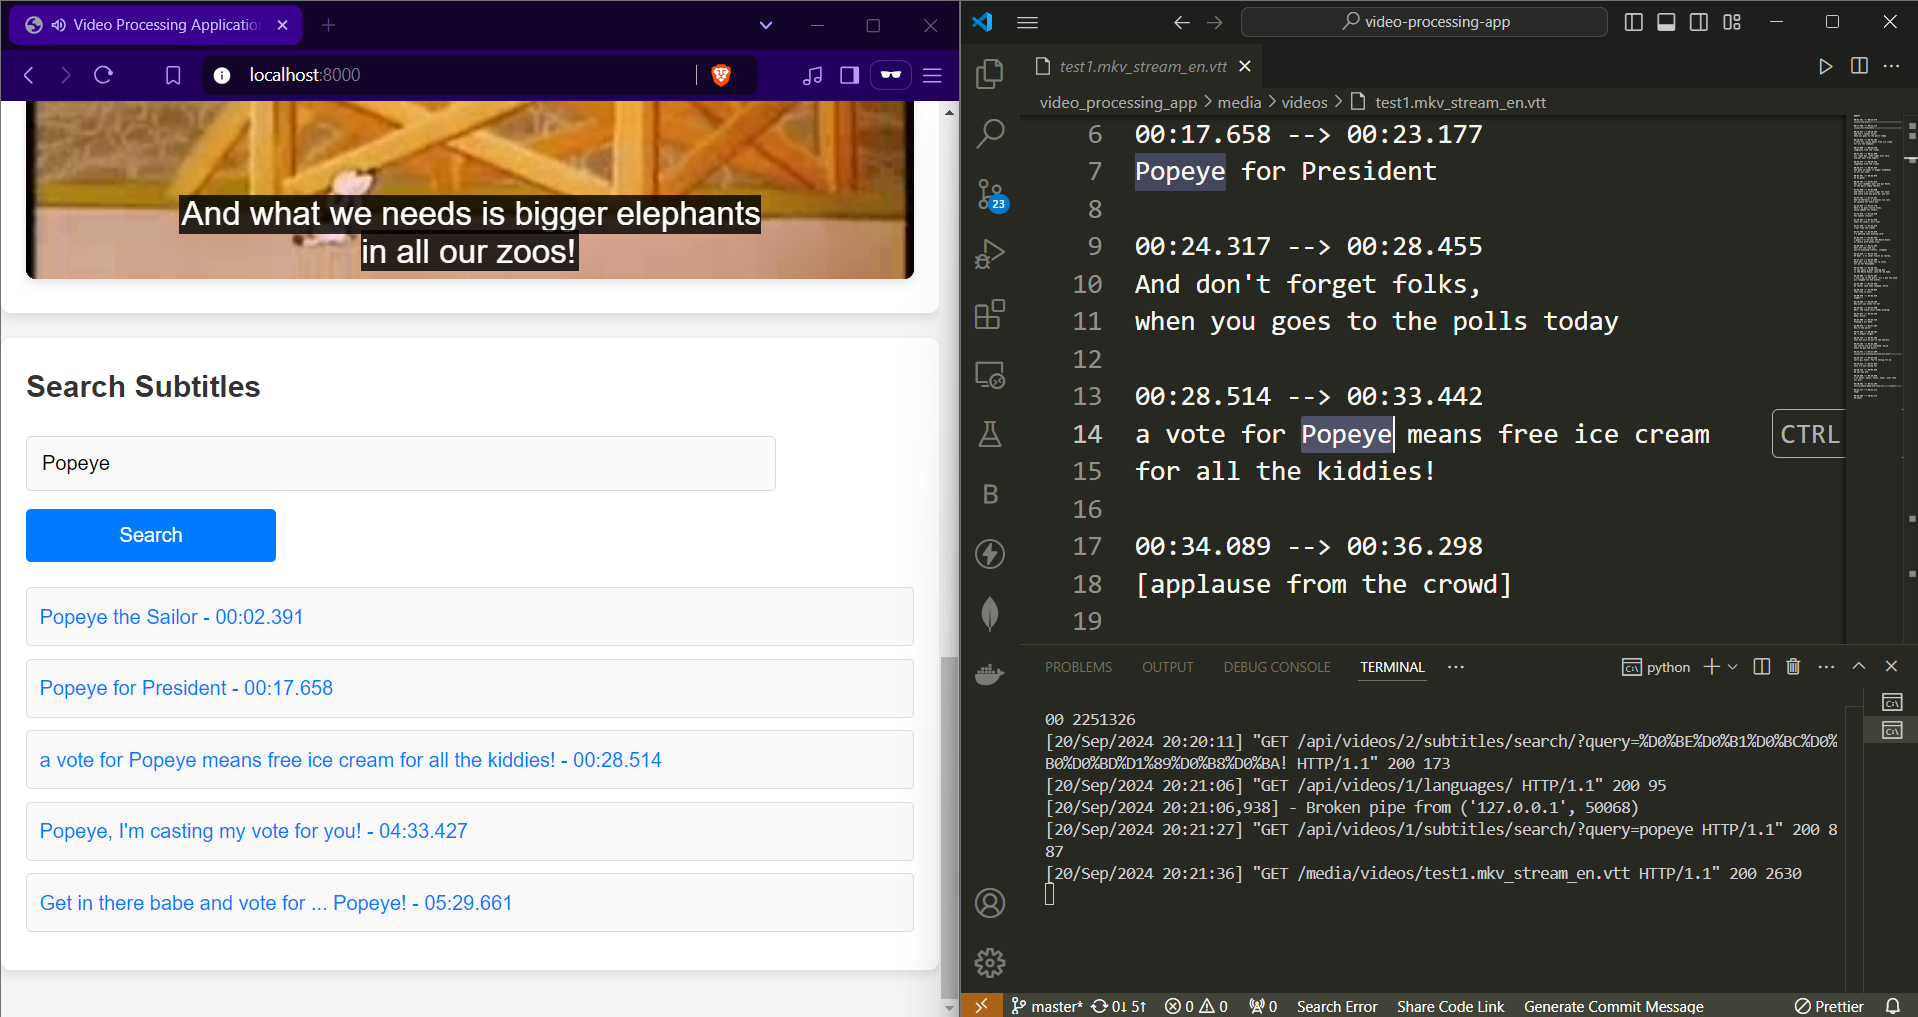 Video Processing Applicatio
localhost:8000
And what we needs is bigger elephants
in all our zoos!
Search Subtitles
Popeye
Search
Popeye the Sailor - 00:02.391
Popeye for President - 00:17.658
a vote for Popeye means free ice cream for all the kiddies! - 00:28.514
Popeye, I'm casting my vote for you! - 04:33.427
Get in there babe and vote for ... Popeye! - 05:29.661
video-processing-app
test1.mkv_stream_en.vtt
video_processing_app > media > videos > test1.mkv_stream_en.vtt
6 00:17.658 --> 00:23.177
7 Popeye for President
8
9 00:24.317 --> 00:28.455
10 And don't forget folks,
11 when you goes to the polls today
12
13 00:28.514 --> 00:33.442
14 a vote for Popeye means free ice cream
15 for all the kiddies!
16
17 00:34.089 --> 00:36.298
18 [applause from the crowd]
19
CTRL
23
B
PROBLEMS OUTPUT DEBUG CONSOLE TERMINAL ··· python
00 2251326
[20/Sep/2024 20:20:11] "GET /api/videos/2/subtitles/search/?query=%D0%BE%D0%B1%D0%BC%D0%
B0%D0%BD%D1%89%D0%B8%D0%BA! HTTP/1.1" 200 173
[20/Sep/2024 20:21:06] "GET /api/videos/1/languages/ HTTP/1.1" 200 95
[20/Sep/2024 20:21:06,938] - Broken pipe from ('127.0.0.1', 50068)
[20/Sep/2024 20:21:27] "GET /api/videos/1/subtitles/search/?query=popeye HTTP/1.1" 200 8
87
[20/Sep/2024 20:21:36] "GET /media/videos/test1.mkv_stream_en.vtt HTTP/1.1" 200 2630
master* 0↓ 5↑ 0 0 0 Search Error Share Code Link Generate Commit Message Prettier